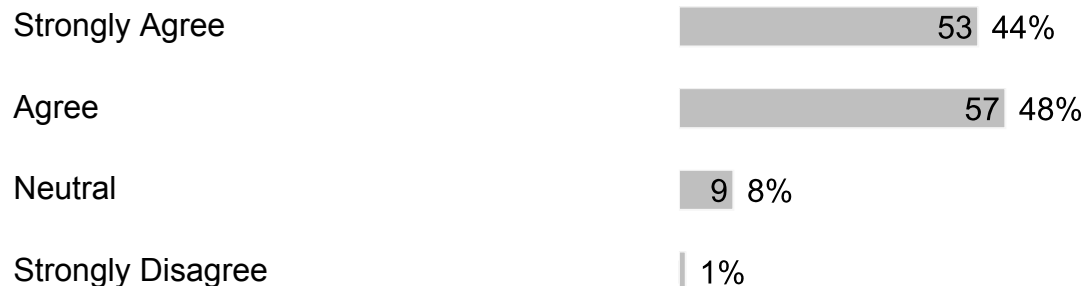 Strongly Agree 53 44%
Agree 57 48%
Neutral 9 8%
Strongly Disagree 1%